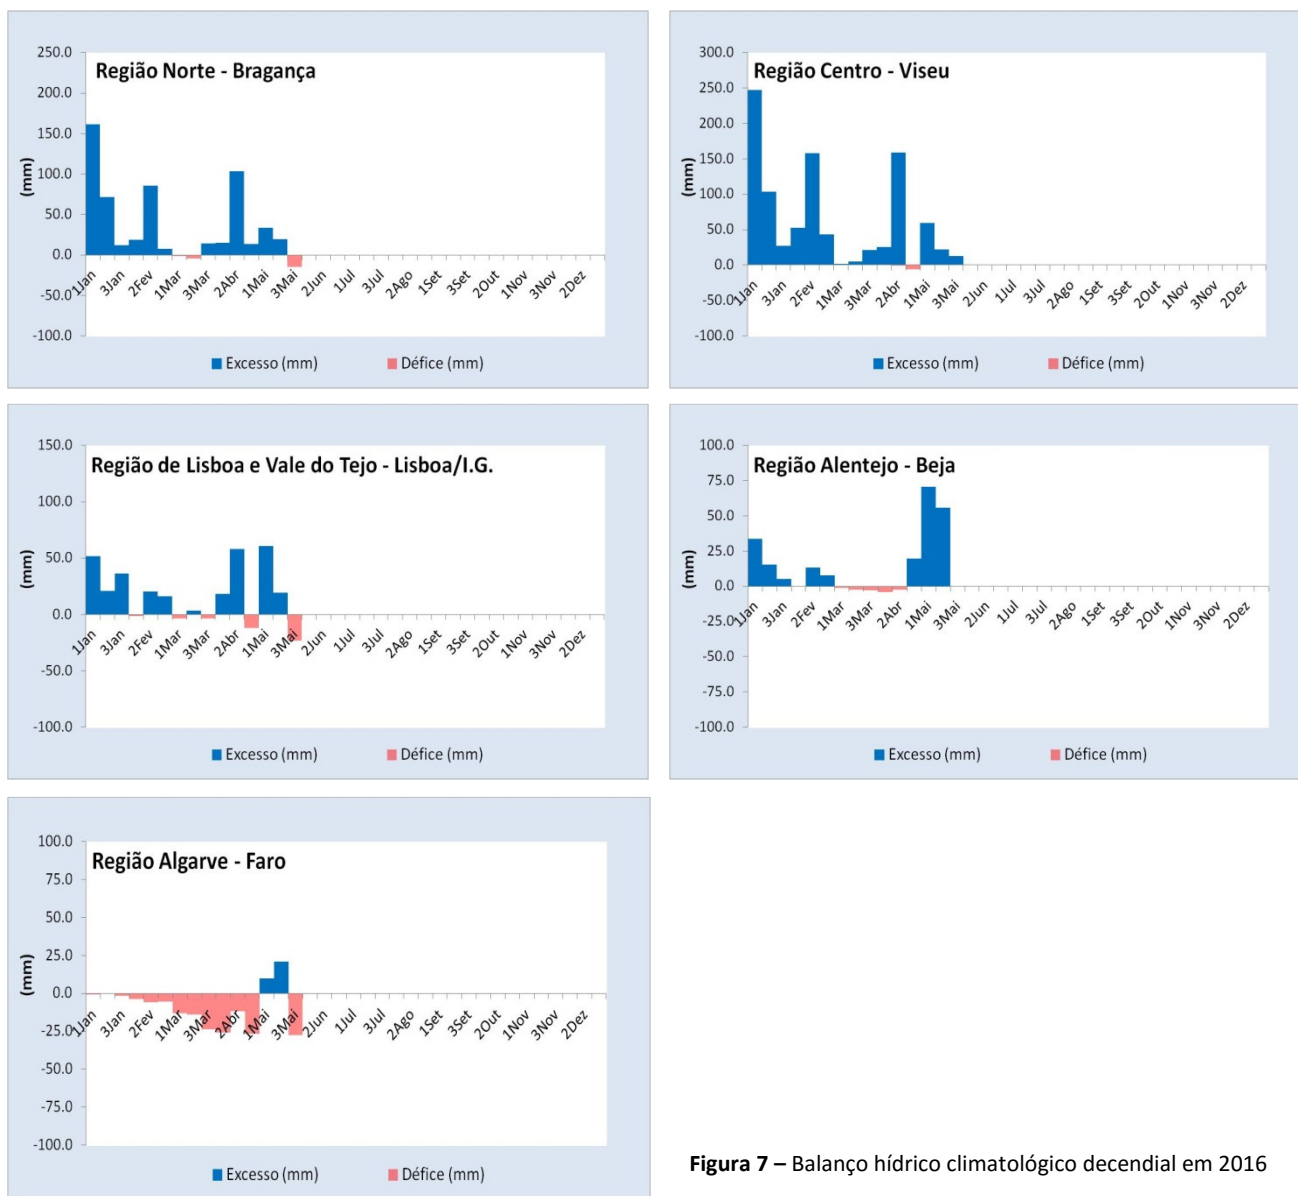 Região Norte - Bragança
(mm)
250.0
200.0
150.0
100.0
50.0
0.0
-50.0
-100.0
1Jan 3Jan 2Fev 1Mar 3Mar 2Abr 1Mai 3Mai 2Jun 1Jul 3Jul 2Ago 1Set 3Set 2Out 1Nov 3Nov 2Dez
Excesso (mm) Défice (mm)
Região Centro - Viseu
(mm)
300.0
250.0
200.0
150.0
100.0
50.0
0.0
-50.0
-100.0
1Jan 3Jan 2Fev 1Mar 3Mar 2Abr 1Mai 3Mai 2Jun 1Jul 3Jul 2Ago 1Set 3Set 2Out 1Nov 3Nov 2Dez
Excesso (mm) Défice (mm)
Região de Lisboa e Vale do Tejo - Lisboa/I.G.
(mm)
150.0
100.0
50.0
0.0
-50.0
-100.0
1Jan 3Jan 2Fev 1Mar 3Mar 2Abr 1Mai 3Mai 2Jun 1Jul 3Jul 2Ago 1Set 3Set 2Out 1Nov 3Nov 2Dez
Excesso (mm) Défice (mm)
Região Alentejo - Beja
(mm)
100.0
75.0
50.0
25.0
0.0
-25.0
-50.0
-75.0
-100.0
1Jan 3Jan 2Fev 1Mar 3Mar 2Abr 1Mai 3Mai 2Jun 1Jul 3Jul 2Ago 1Set 3Set 2Out 1Nov 3Nov 2Dez
Excesso (mm) Défice (mm)
Região Algarve - Faro
(mm)
100.0
75.0
50.0
25.0
0.0
-25.0
-50.0
-75.0
-100.0
1Jan 3Jan 2Fev 1Mar 3Mar 2Abr 1Mai 3Mai 2Jun 1Jul 3Jul 2Ago 1Set 3Set 2Out 1Nov 3Nov 2Dez
Excesso (mm) Défice (mm)
Figura 7 – Balanço hídrico climatológico decendial em 2016